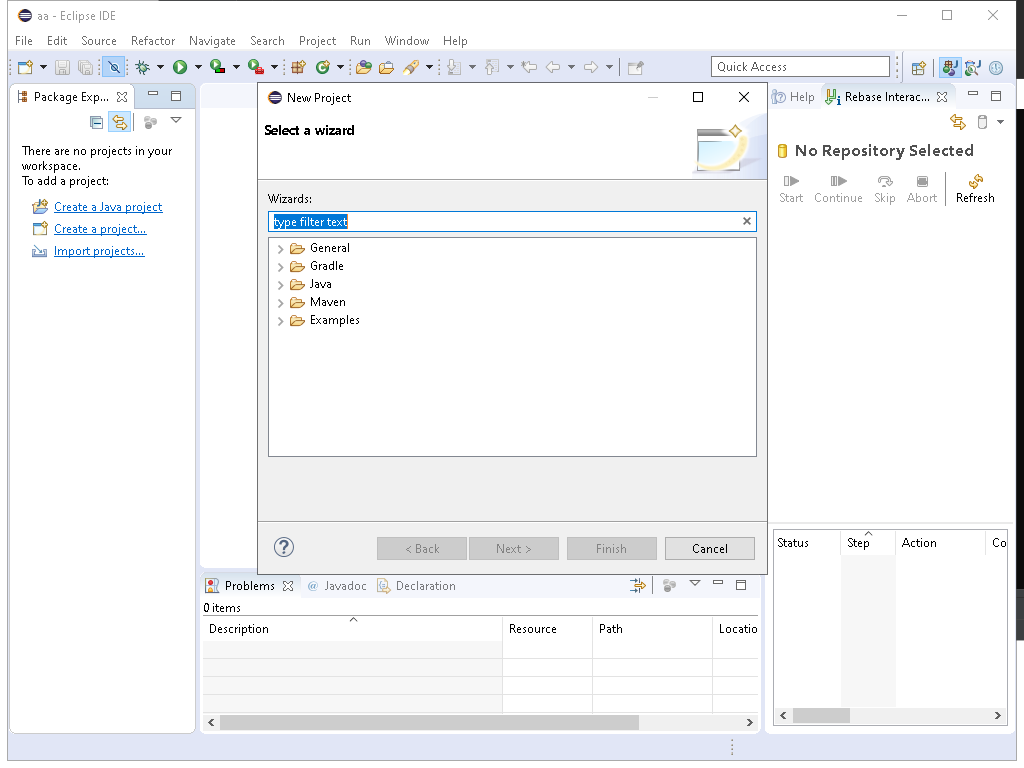 aa - Eclipse IDE
File Edit Source Refactor Navigate Search Project Run Window Help
Quick Access
Package Exp...
There are no projects in your
workspace.
To add a project:
Create a Java project
Create a project...
Import projects...
New Project
Select a wizard
Wizards:
type filter text
General
Gradle
Java
Maven
Examples
< Back Next > Finish Cancel
Help Rebase Interac...
No Repository Selected
Start Continue Skip Abort Refresh
Status Step Action Co
Problems @ Javadoc Declaration
0 items
Description Resource Path Locatio